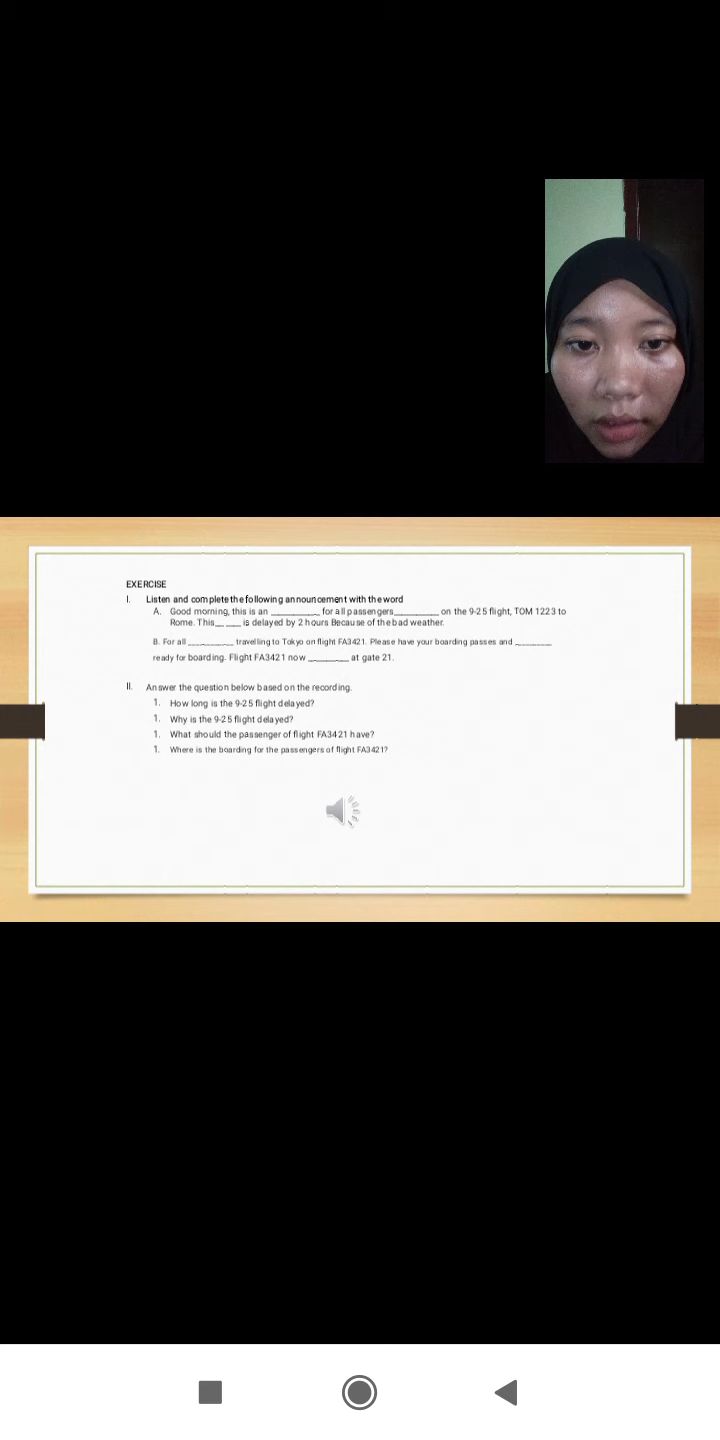 EXERCISE
I. Listen and complete the following announcement with the word
A. Good morning, this is an __________ for all passengers_________ on the 9-25 flight, TOM 1223 to
Rome. This__ ___ is delayed by 2 hours Because of the bad weather.
B. For all __________ travelling to Tokyo on flight FA3421. Please have your boarding passes and ________
ready for boarding. Flight FA3421 now _________ at gate 21.
II. Answer the question below based on the recording.
1. How long is the 9-25 flight delayed?
1. Why is the 9-25 flight delayed?
1. What should the passenger of flight FA3421 have?
1. Where is the boarding for the passengers of flight FA3421?